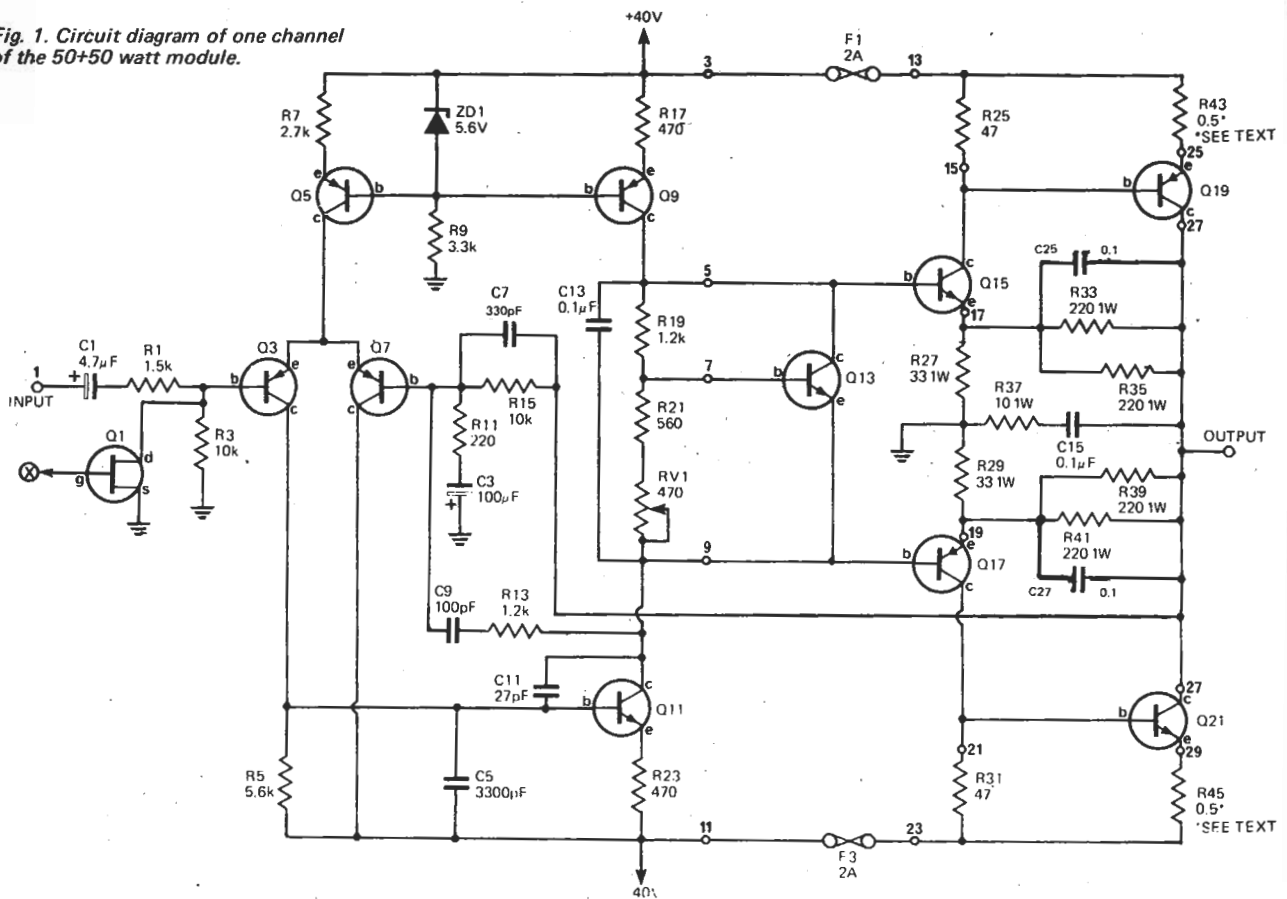 Fig. 1. Circuit diagram of one channel
of the 50+50 watt module.
+40V
F1
2A
3
13
R7
2.7k
ZD1
5.6V
R17
470
R25
47
R43
0.5*
*SEE TEXT
15
25
e
Q5
b
c
b
e
Q9
c
b
e
Q19
c
27
R9
3.3k
C25
0.1
5
b
c
Q15
e
17
R33
220 1W
C7
330pF
C13
0.1µF
R19
1.2k
C1
4.7µF
R1
1.5k
Q3
Q7
1
+
INPUT
b
e
c
e
b
c
R15
10k
7
b
c
Q13
e
R27
33 1W
R35
220 1W
R37
10 1W
R3
10k
R11
220
R21
560
Q1
d
g
s
X
C3
100µF
+
RV1
470
C15
0.1µF
OUTPUT
R29
33 1W
R39
220 1W
R41
220 1W
9
19
b
e
Q17
c
C27
0.1
C9
100pF
R13
1.2k
C11
27pF
b
c
Q11
e
27
b
c
Q21
e
29
R5
5.6k
C5
3300pF
R23
470
21
R31
47
R45
0.5*
*SEE TEXT
11
23
F3
2A